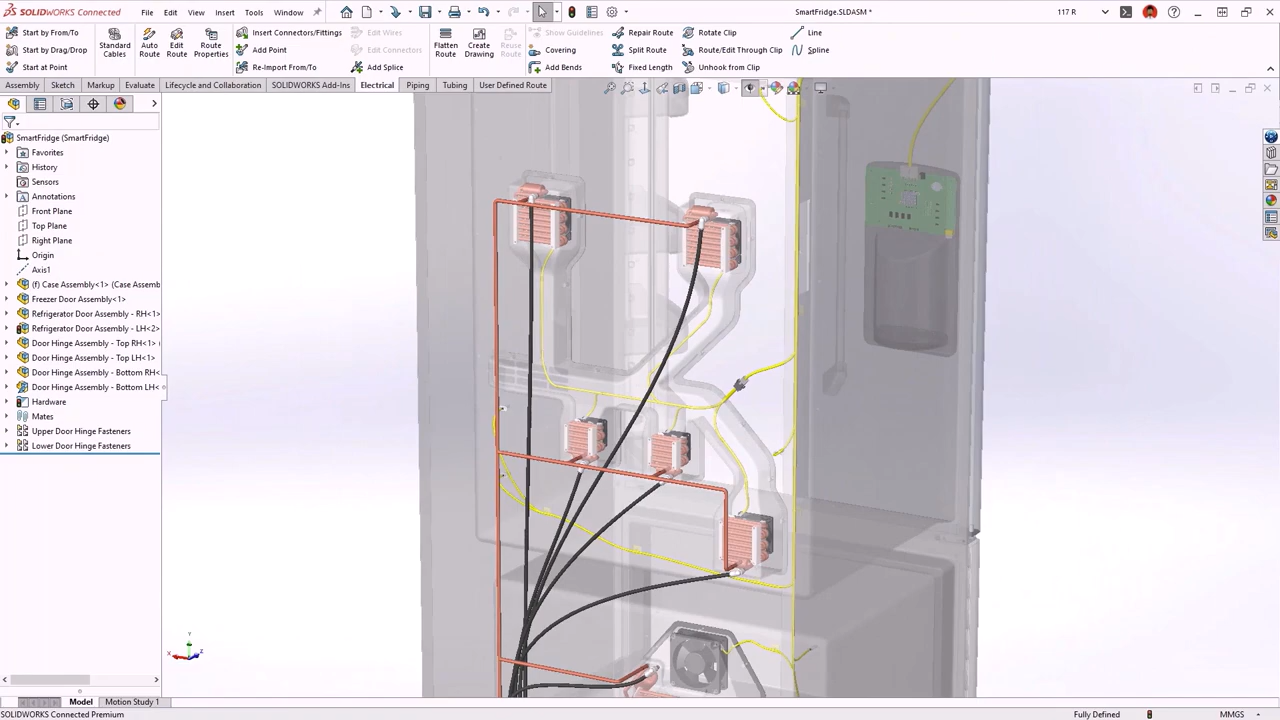 SOLIDWORKS Connected
File Edit View Insert Tools Window
SmartFridge.SLDASM *
117 R
Start by From/To
Start by Drag/Drop
Start at Point
Standard Cables
Auto Route
Edit Route
Route Properties
Insert Connectors/Fittings
Add Point
Re-Import From/To
Edit Wires
Edit Connectors
Add Splice
Flatten Route
Create Drawing
Reuse Route
Show Guidelines
Covering
Add Bends
Repair Route
Split Route
Fixed Length
Rotate Clip
Route/Edit Through Clip
Unhook from Clip
Line
Spline
Assembly Sketch Markup Evaluate Lifecycle and Collaboration SOLIDWORKS Add-Ins Electrical Piping Tubing User Defined Route
SmartFridge (SmartFridge)
Favorites
History
Sensors
Annotations
Front Plane
Top Plane
Right Plane
Origin
Axis1
(f) Case Assembly<1> (Case Assemb
Freezer Door Assembly<1>
Refrigerator Door Assembly - RH<1>
Refrigerator Door Assembly - LH<2>
Door Hinge Assembly - Top RH<1>
Door Hinge Assembly - Top LH<1>
Door Hinge Assembly - Bottom RH<
Door Hinge Assembly - Bottom LH<
Hardware
Mates
Upper Door Hinge Fasteners
Lower Door Hinge Fasteners
Y
X
Z
Model Motion Study 1
SOLIDWORKS Connected Premium
Fully Defined
MMGS